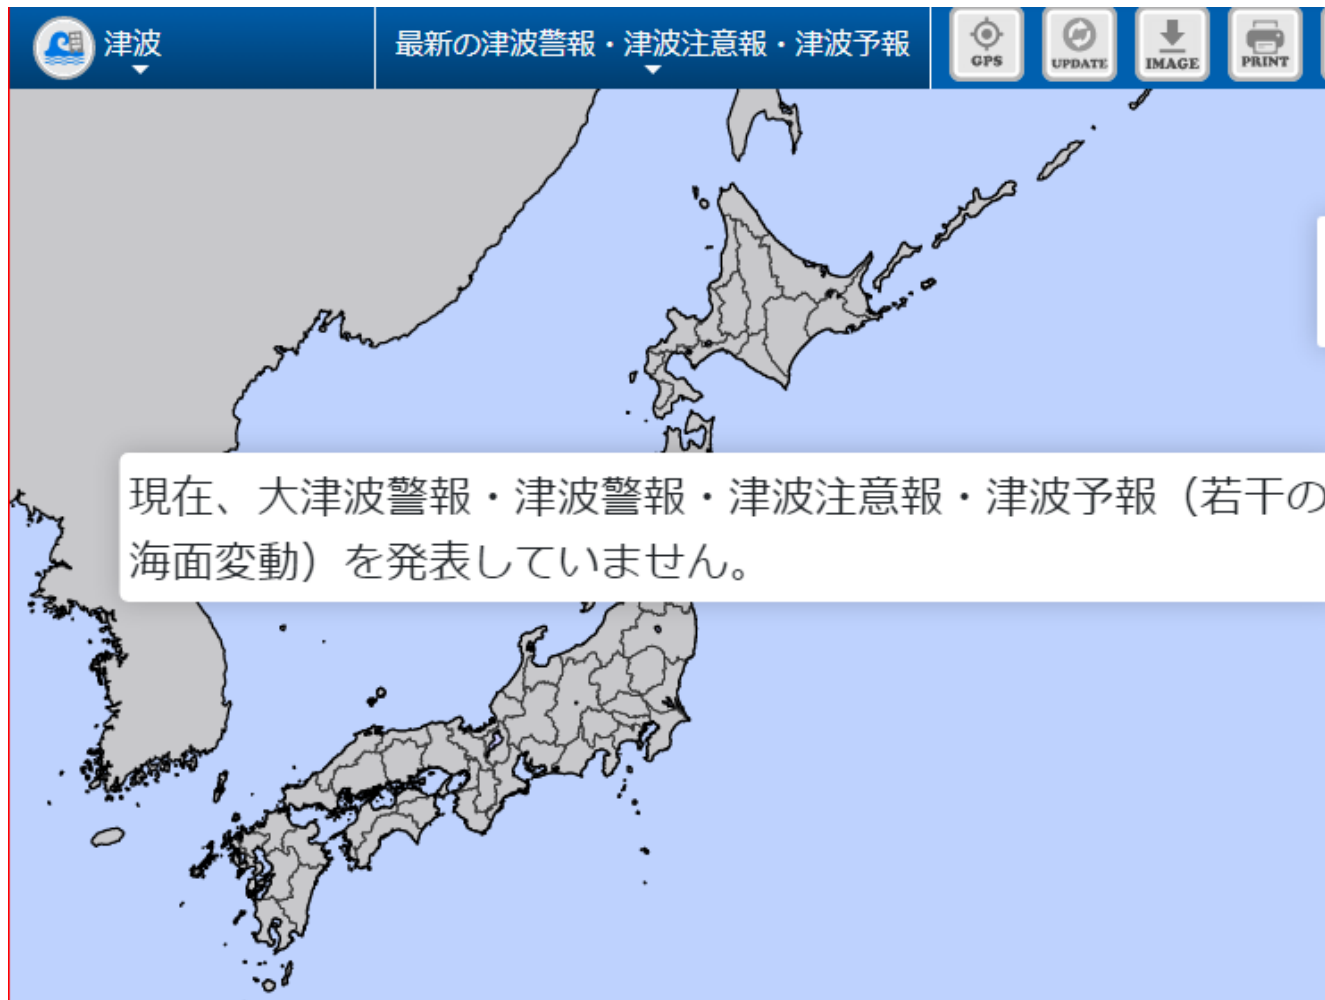 津波
最新の津波警報・津波注意報・津波予報
GPS
UPDATE
IMAGE
PRINT
現在、大津波警報・津波警報・津波注意報・津波予報（若干の
海面変動）を発表していません。